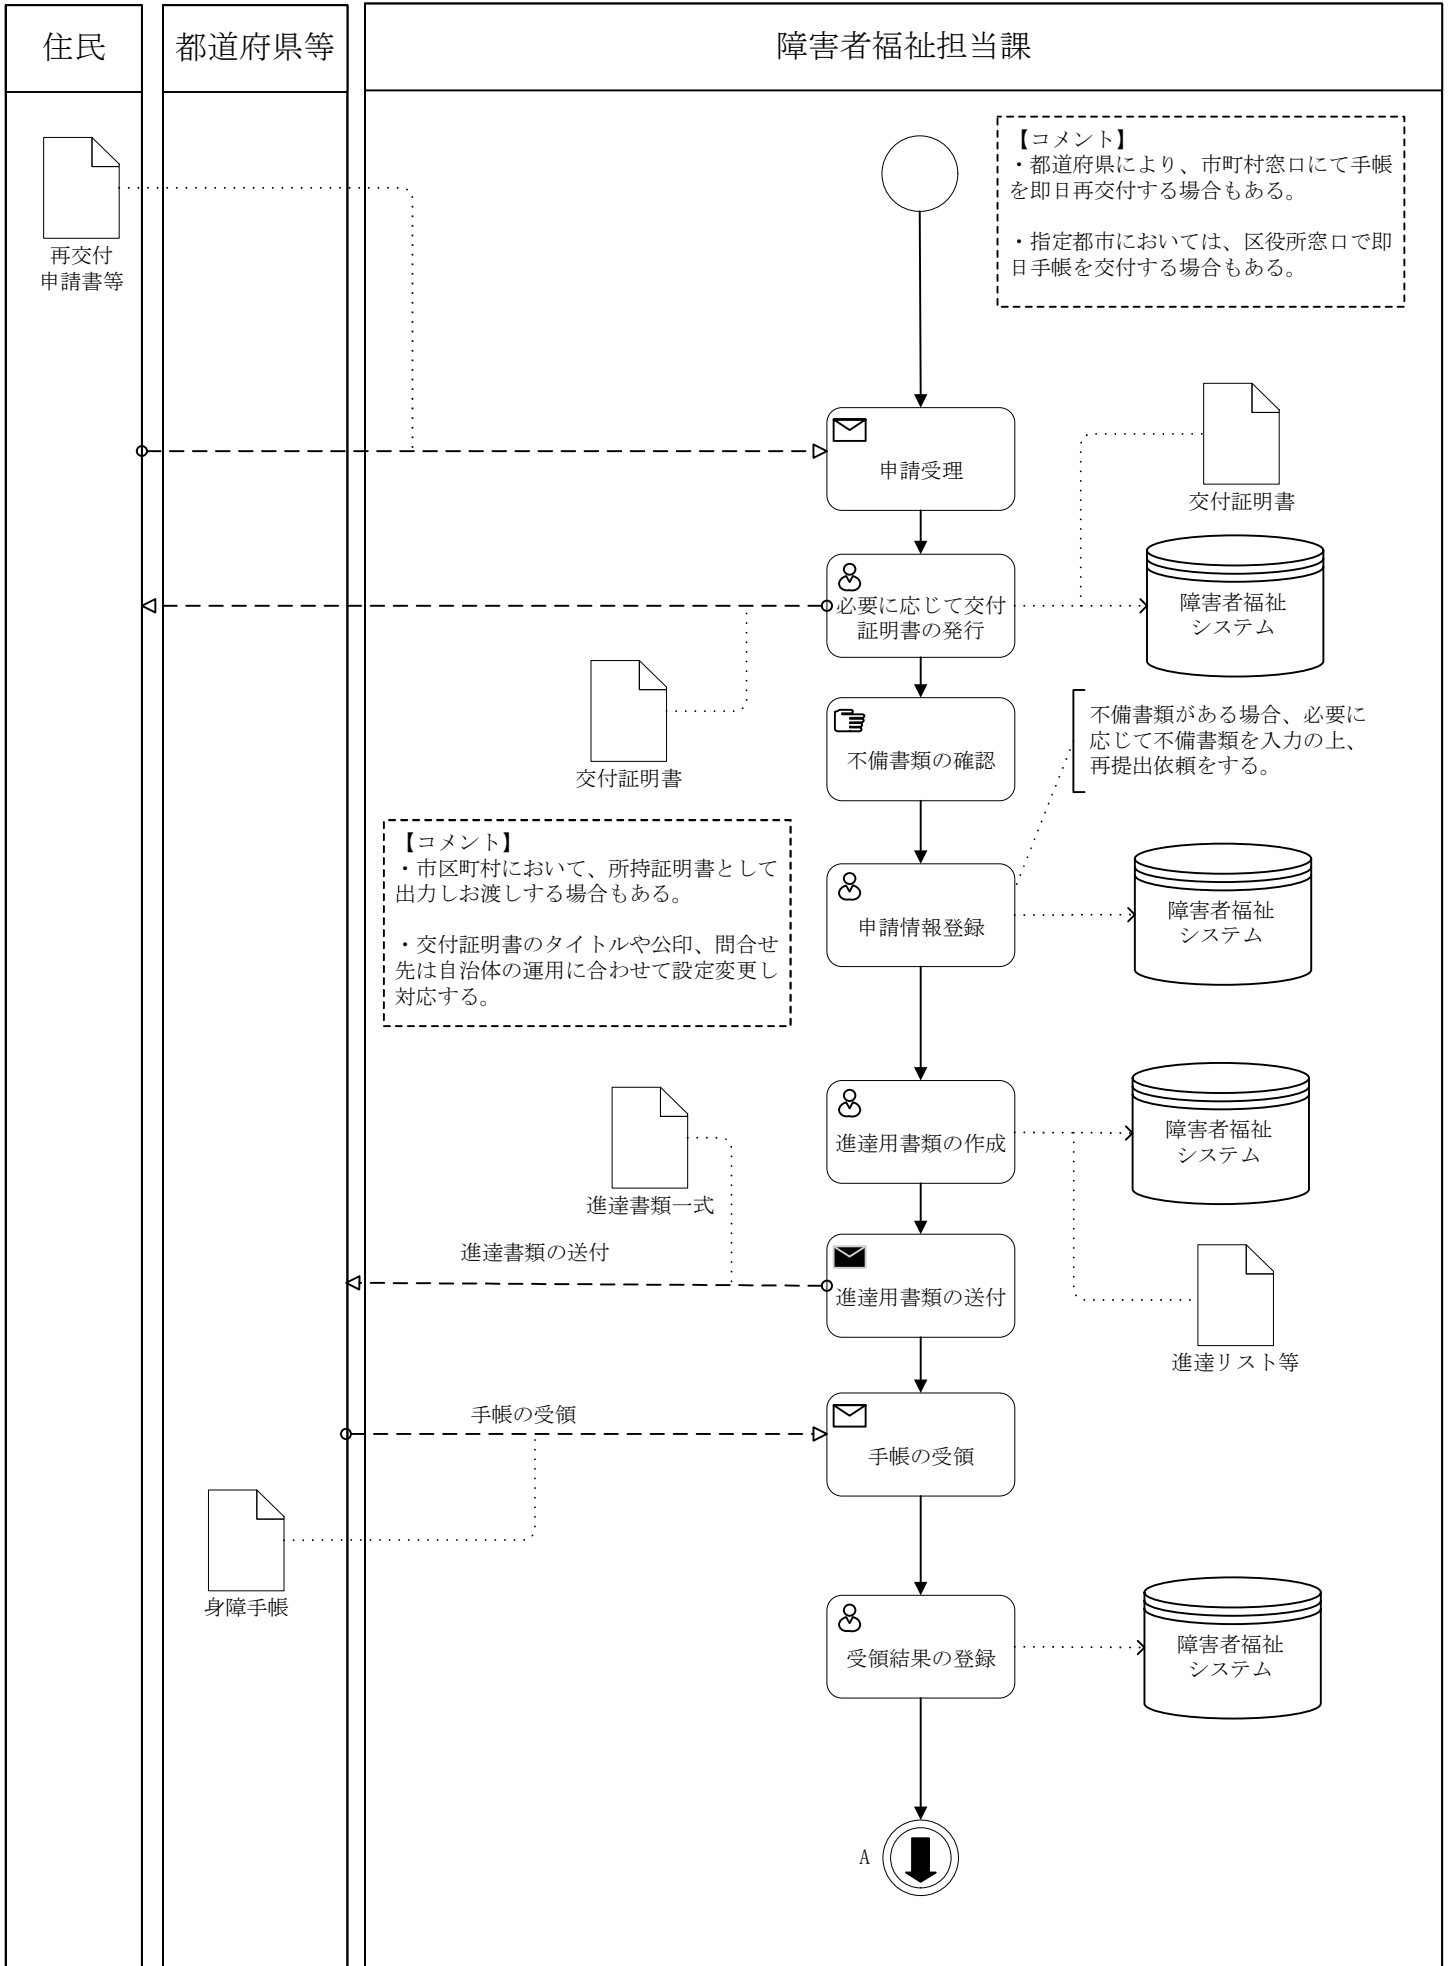 住民
都道府県等
障害者福祉担当課
【コメント】
・都道府県により、市町村窓口にて手帳
を即日再交付する場合もある。
・指定都市においては、区役所窓口で即
日手帳を交付する場合もある。
再交付
申請書等
申請受理
交付証明書
必要に応じて交付
証明書の発行
障害者福祉
システム
交付証明書
不備書類の確認
不備書類がある場合、必要に
応じて不備書類を入力の上、
再提出依頼をする。
【コメント】
・市区町村において、所持証明書として
出力しお渡しする場合もある。
・交付証明書のタイトルや公印、問合せ
先は自治体の運用に合わせて設定変更し
対応する。
申請情報登録
障害者福祉
システム
進達用書類の作成
障害者福祉
システム
進達書類一式
進達書類の送付
進達用書類の送付
進達リスト等
手帳の受領
手帳の受領
身障手帳
受領結果の登録
障害者福祉
システム
A